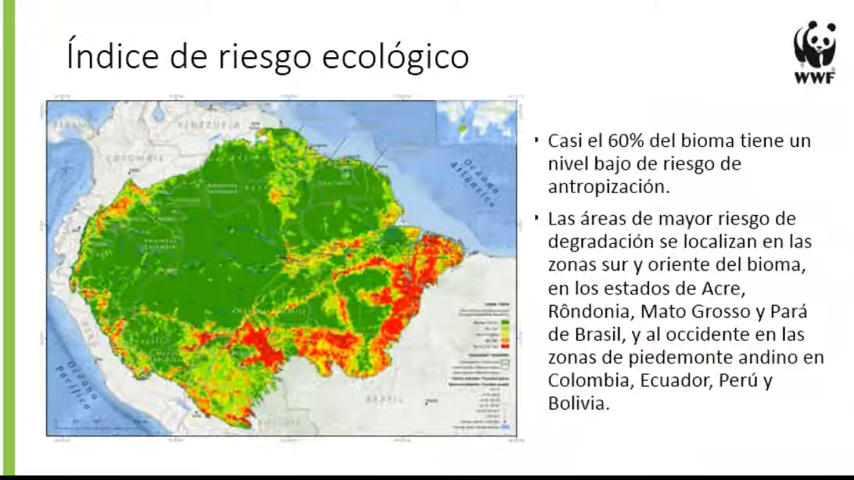 Índice de riesgo ecológico
WWF
VENEZUELA
COLOMBIA
Océano
Atlántico
PERÚ
Océano
Pacífico
BRASIL
BOLIVIA
Casi el 60% del bioma tiene un
nivel bajo de riesgo de
antropización.
Las áreas de mayor riesgo de
degradación se localizan en las
zonas sur y oriente del bioma,
en los estados de Acre,
Rôndonia, Mato Grosso y Pará
de Brasil, y al occidente en las
zonas de piedemonte andino en
Colombia, Ecuador, Perú y
Bolivia.